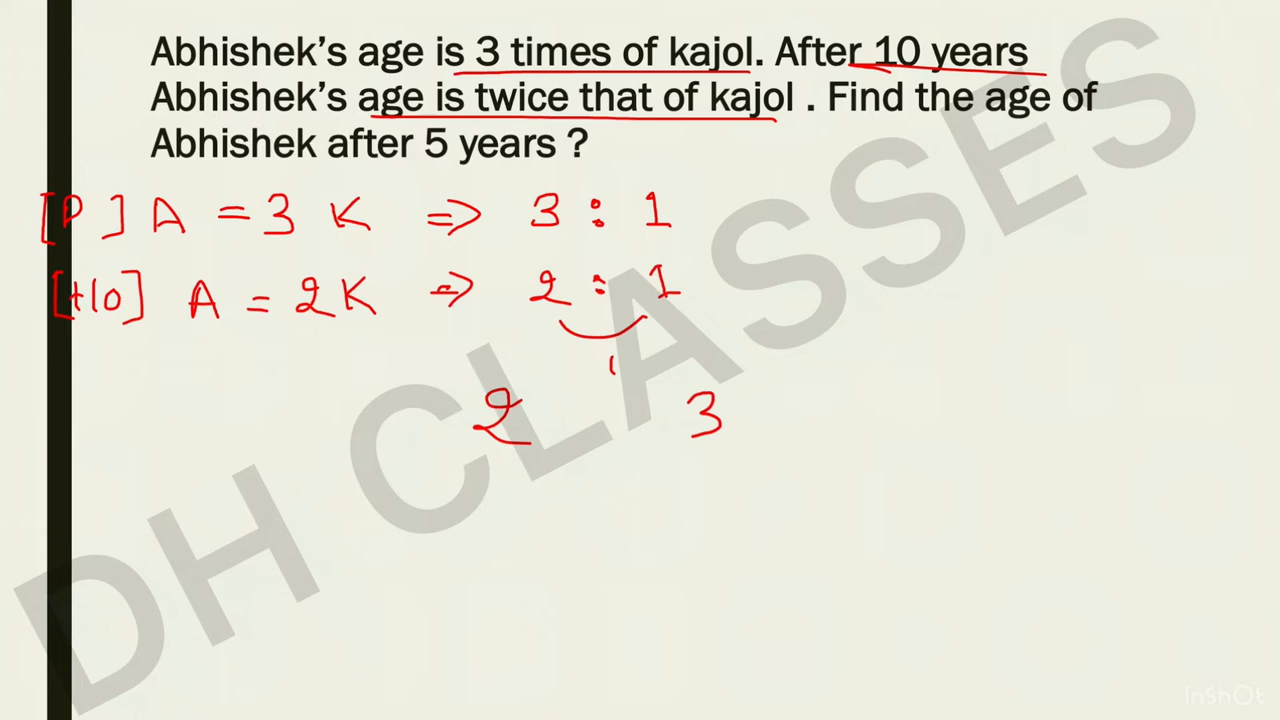 Abhishek’s age is 3 times of kajol. After 10 years
Abhishek’s age is twice that of kajol . Find the age of
Abhishek after 5 years ?
[P] A = 3 K ⇒ 3 : 1
[+10] A = 2K ⇒ 2 : 1
1
2 3
DH CLASSES
InShOt